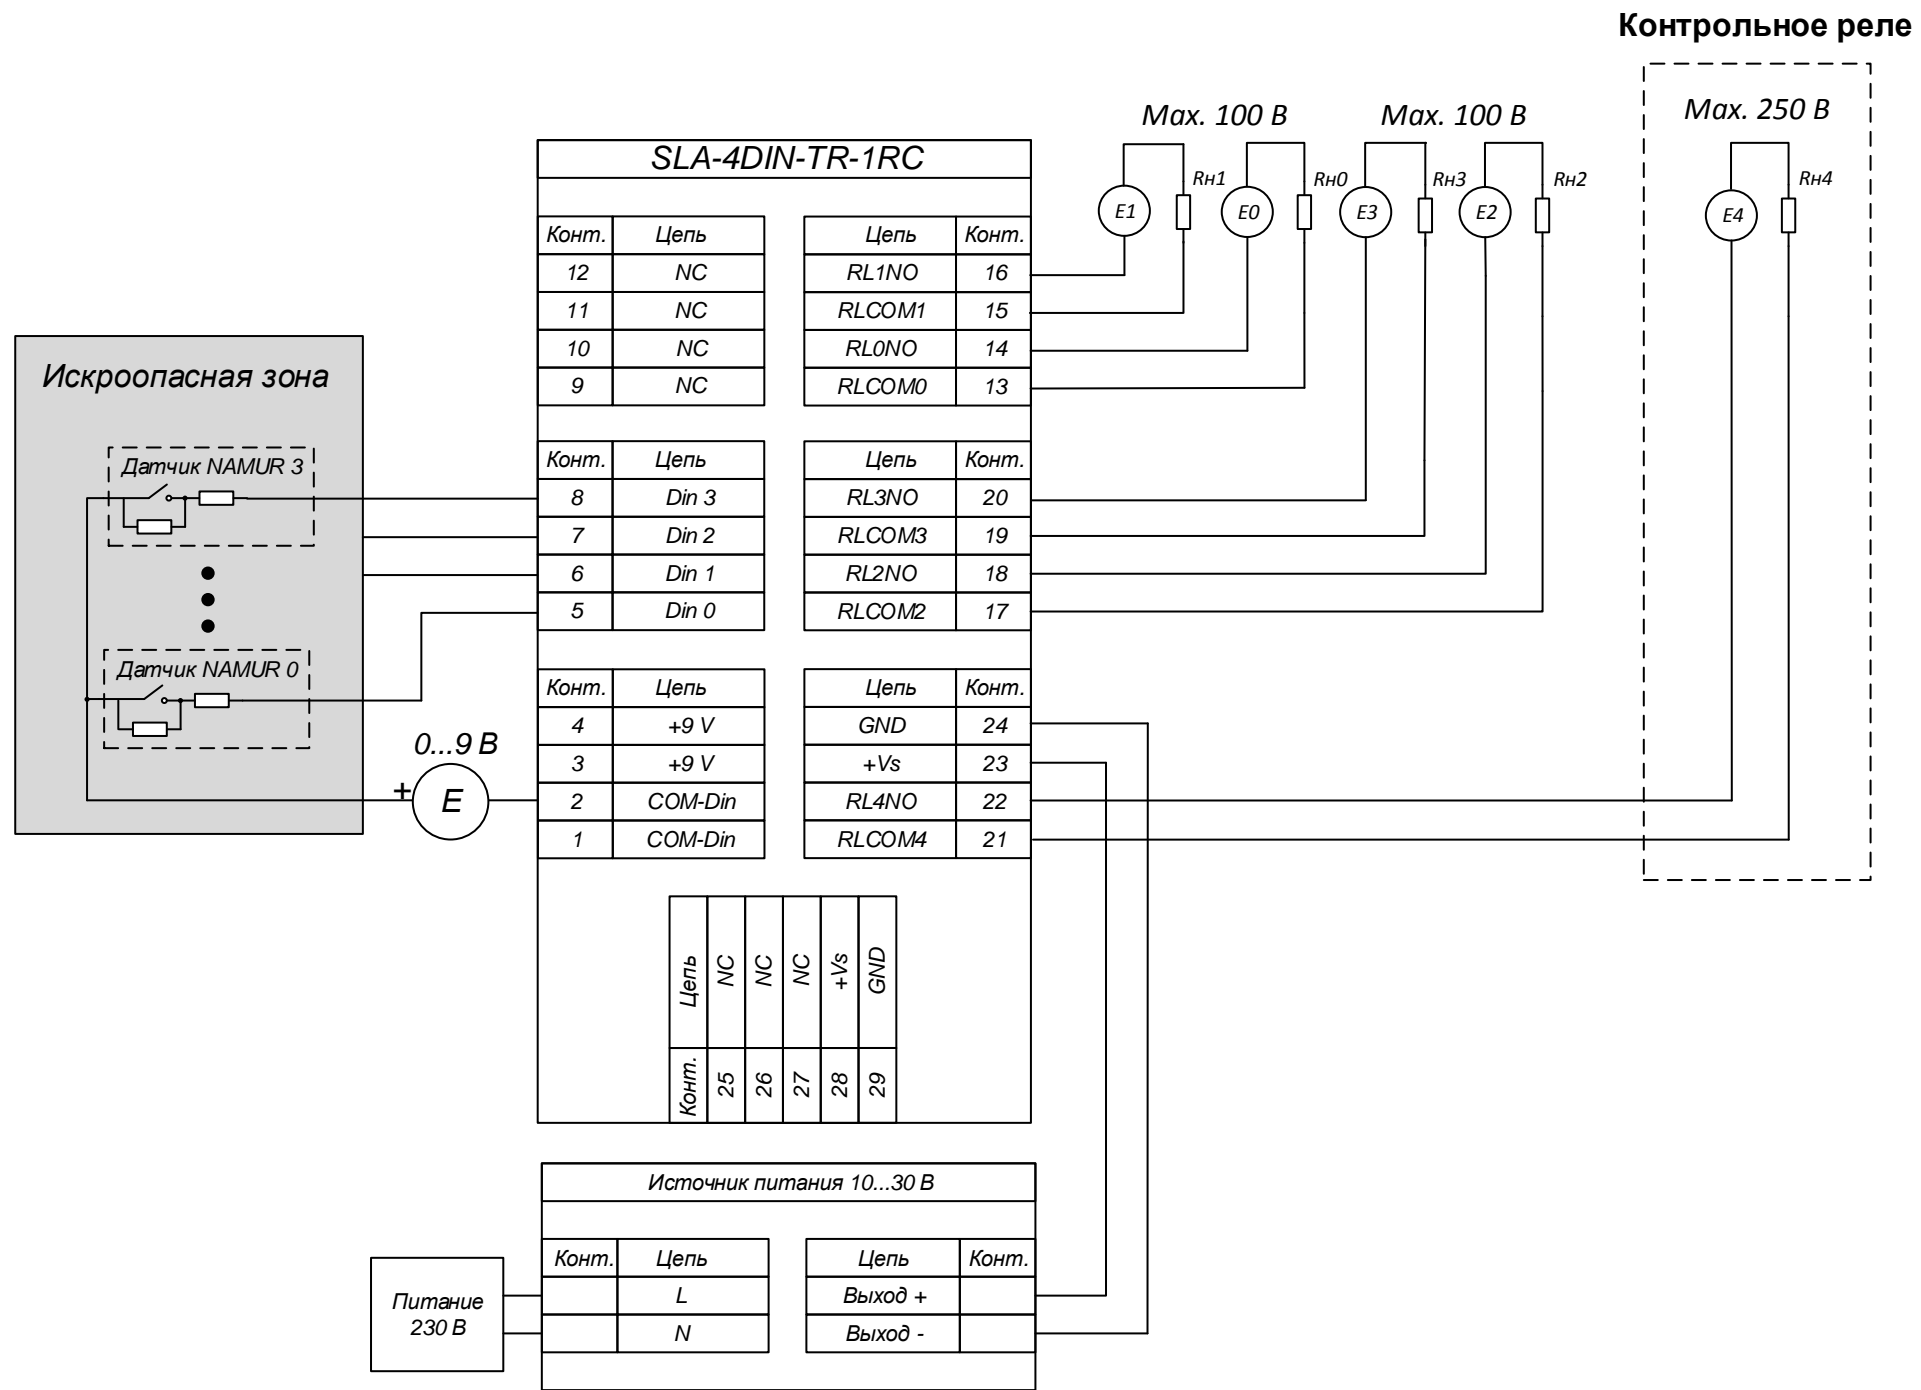 Контрольное реле
Max. 100 В
Max. 100 В
Max. 250 В
SLA-4DIN-TR-1RC
Rн1
Rн0
Rн3
Rн2
Rн4
E1
E0
E3
E2
E4
Конт. Цепь Цепь Конт.
12 NC RL1NO 16
11 NC RLCOM1 15
10 NC RL0NO 14
9 NC RLCOM0 13
Искроопасная зона
Датчик NAMUR 3
Конт. Цепь Цепь Конт.
8 Din 3 RL3NO 20
7 Din 2 RLCOM3 19
6 Din 1 RL2NO 18
5 Din 0 RLCOM2 17
Датчик NAMUR 0
0...9 В
+
E
Конт. Цепь Цепь Конт.
4 +9 V GND 24
3 +9 V +Vs 23
2 COM-Din RL4NO 22
1 COM-Din RLCOM4 21
Цепь NC NC NC +Vs GND
Конт. 25 26 27 28 29
Источник питания 10...30 В
Конт. Цепь Цепь Конт.
L Выход +
N Выход -
Питание
230 В